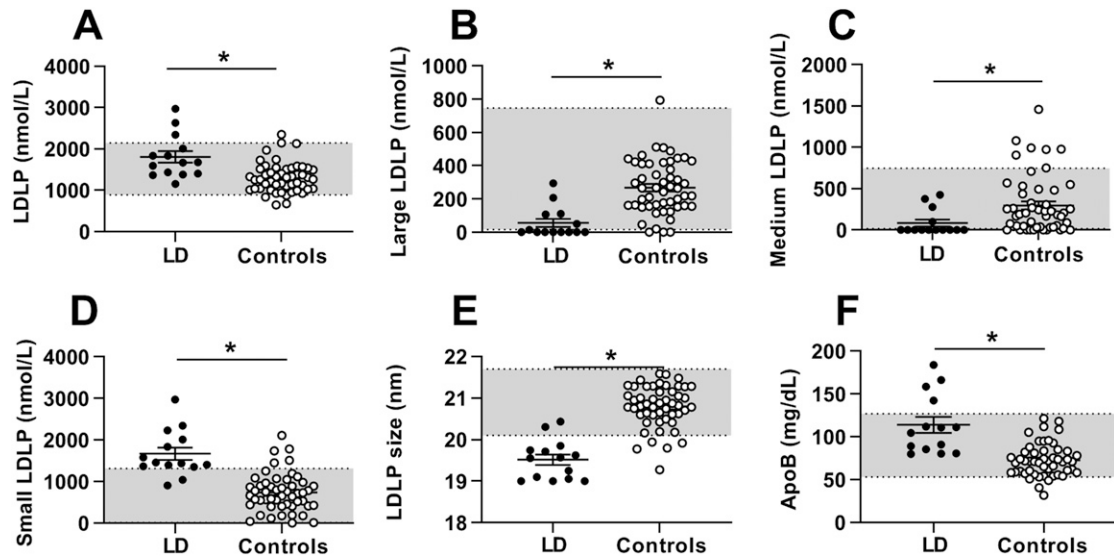 A
LDLP (nmol/L)
4000
3000
2000
1000
0
*
LD Controls
B
Large LDLP (nmol/L)
1000
800
600
400
200
0
*
LD Controls
C
Medium LDLP (nmol/L)
2000
1500
1000
500
0
*
LD Controls
D
Small LDLP (nmol/L)
4000
3000
2000
1000
0
*
LD Controls
E
LDLP size (nm)
22
21
20
19
18
*
LD Controls
F
ApoB (mg/dL)
200
150
100
50
0
*
LD Controls